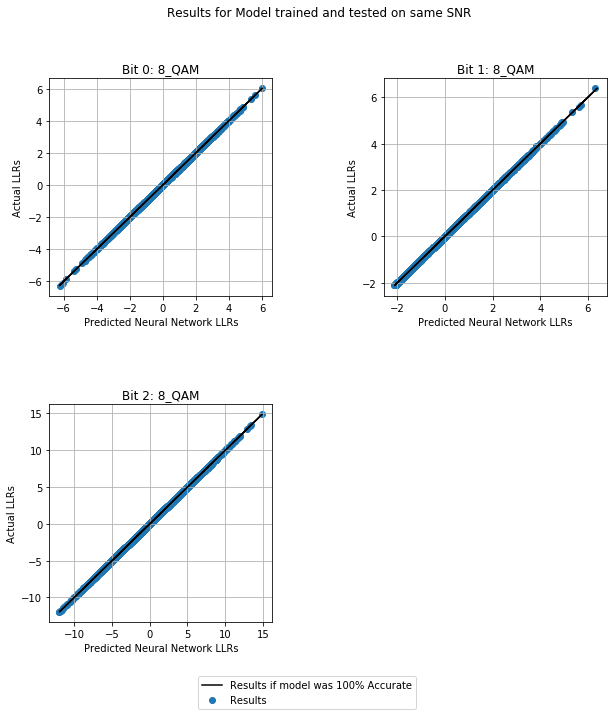 Results for Model trained and tested on same SNR
Bit 0: 8_QAM
6
4
2
0
−2
−4
−6
Actual LLRs
−6 −4 −2 0 2 4 6
Predicted Neural Network LLRs
Bit 1: 8_QAM
6
4
2
0
−2
Actual LLRs
−2 0 2 4 6
Predicted Neural Network LLRs
Bit 2: 8_QAM
15
10
5
0
−5
−10
Actual LLRs
−10 −5 0 5 10 15
Predicted Neural Network LLRs
Results if model was 100% Accurate
Results